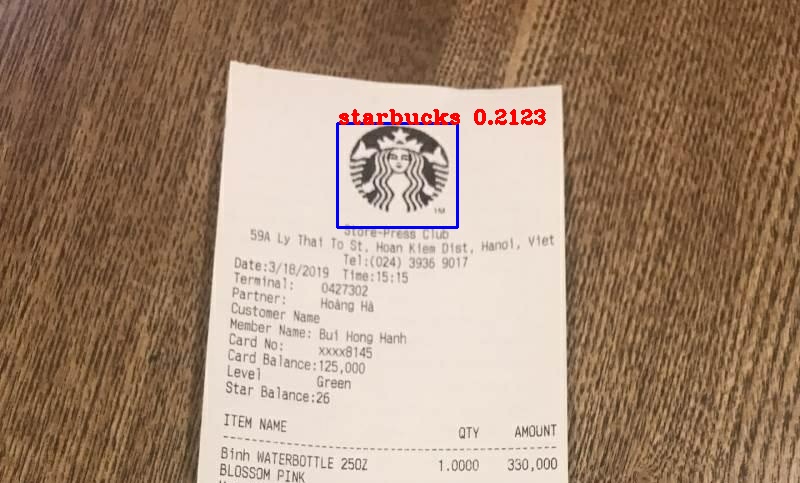 starbucks 0.2123
TM
Store-Press Club
59A Ly Thai To St. Hoan Kiem Dist, Hanoi, Viet
Tel:(024) 3936 9017
Date:3/18/2019 Time:15:15
Terminal: 0427302
Partner: Hoàng Hà
Customer Name
Member Name: Bui Hong Hanh
Card No: xxxx8145
Card Balance:125,000
Level Green
Star Balance:26
ITEM NAME QTY AMOUNT
Bình WATERBOTTLE 25OZ 1.0000 330,000
BLOSSOM PINK